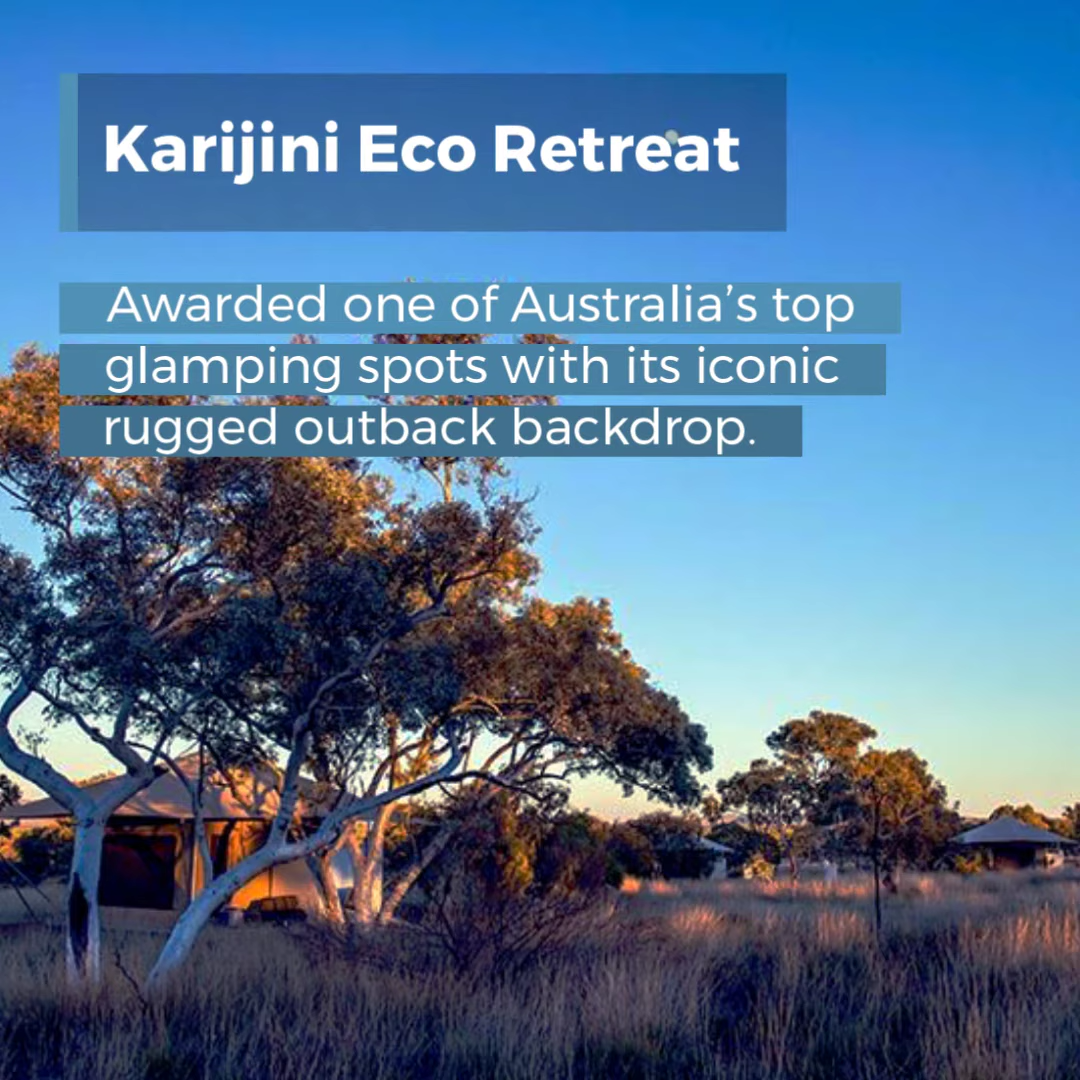 Karijini Eco Retreat
Awarded one of Australia’s top
glamping spots with its iconic
rugged outback backdrop.